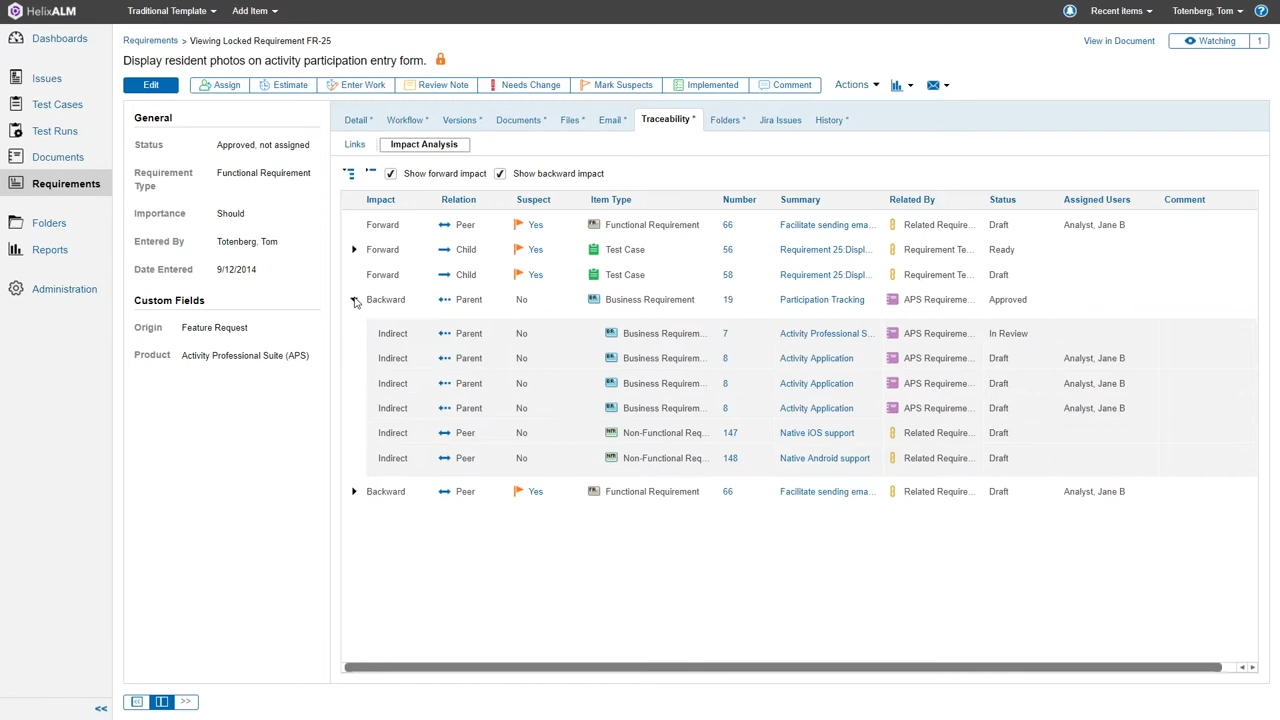 HelixALM Traditional Template Add Item Recent items Totenberg, Tom ?
Dashboards
Issues
Test Cases
Test Runs
Documents
Requirements
Folders
Reports
Administration
<<
Requirements > Viewing Locked Requirement FR-25 View in Document Watching 1
Display resident photos on activity participation entry form.
Edit Assign Estimate Enter Work Review Note Needs Change Mark Suspects Implemented Comment Actions
General
Status Approved, not assigned
Requirement Type Functional Requirement
Importance Should
Entered By Totenberg, Tom
Date Entered 9/12/2014
Custom Fields
Origin Feature Request
Product Activity Professional Suite (APS)
Detail * Workflow * Versions * Documents * Files * Email * Traceability * Folders * Jira Issues History *
Links Impact Analysis
Show forward impact Show backward impact
Impact Relation Suspect Item Type Number Summary Related By Status Assigned Users Comment
Forward Peer Yes FR. Functional Requirement 66 Facilitate sending ema... Related Require... Draft Analyst, Jane B
Forward Child Yes Test Case 56 Requirement 25:Displ... Requirement Te... Ready
Forward Child Yes Test Case 58 Requirement 25:Displ... Requirement Te... Draft
Backward Parent No BR. Business Requirement 19 Participation Tracking APS Requireme... Approved
Indirect Parent No BR. Business Requirem... 7 Activity Professional S... APS Requireme... In Review
Indirect Parent No BR. Business Requirem... 8 Activity Application APS Requireme... Draft Analyst, Jane B
Indirect Parent No BR. Business Requirem... 8 Activity Application APS Requireme... Draft Analyst, Jane B
Indirect Parent No BR. Business Requirem... 8 Activity Application APS Requireme... Draft Analyst, Jane B
Indirect Peer No NFR Non-Functional Req... 147 Native iOS support Related Require... Draft
Indirect Peer No NFR Non-Functional Req... 148 Native Android support Related Require... Draft
Backward Peer Yes FR. Functional Requirement 66 Facilitate sending ema... Related Require... Draft Analyst, Jane B
<< >>